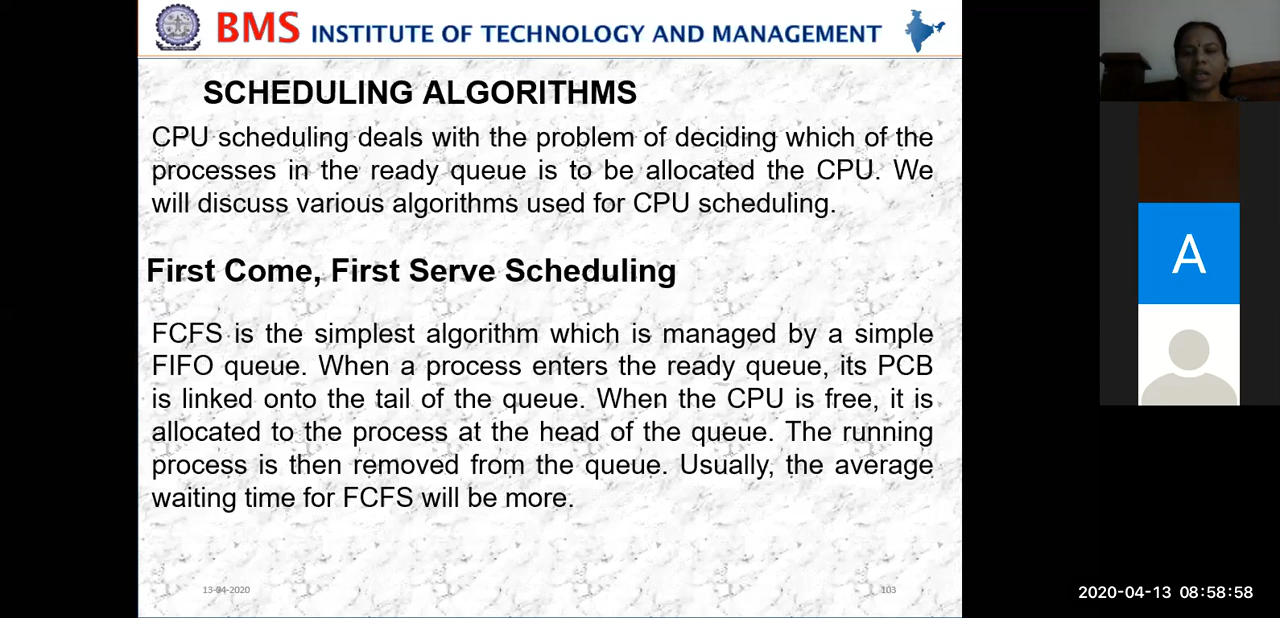 BMS INSTITUTE OF TECHNOLOGY AND MANAGEMENT
SCHEDULING ALGORITHMS
CPU scheduling deals with the problem of deciding which of the
processes in the ready queue is to be allocated the CPU. We
will discuss various algorithms used for CPU scheduling.
First Come, First Serve Scheduling
FCFS is the simplest algorithm which is managed by a simple
FIFO queue. When a process enters the ready queue, its PCB
is linked onto the tail of the queue. When the CPU is free, it is
allocated to the process at the head of the queue. The running
process is then removed from the queue. Usually, the average
waiting time for FCFS will be more.
13-04-2020
103
A
2020-04-13 08:58:58